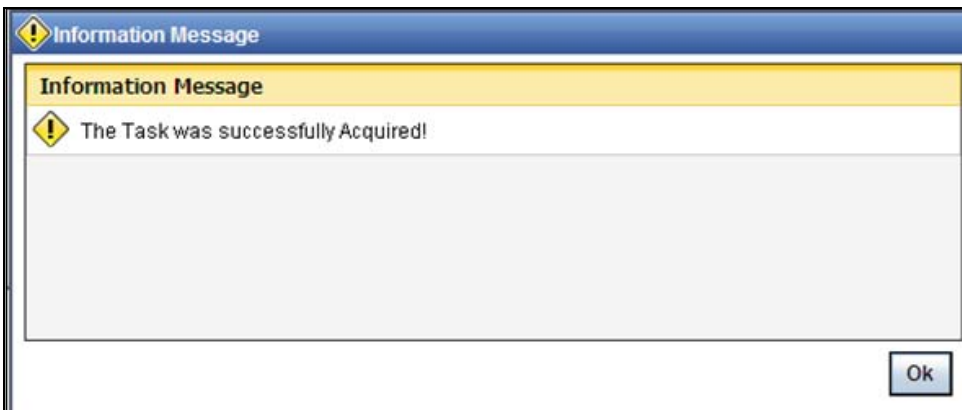 Information Message
Information Message
The Task was successfully Acquired!
Ok